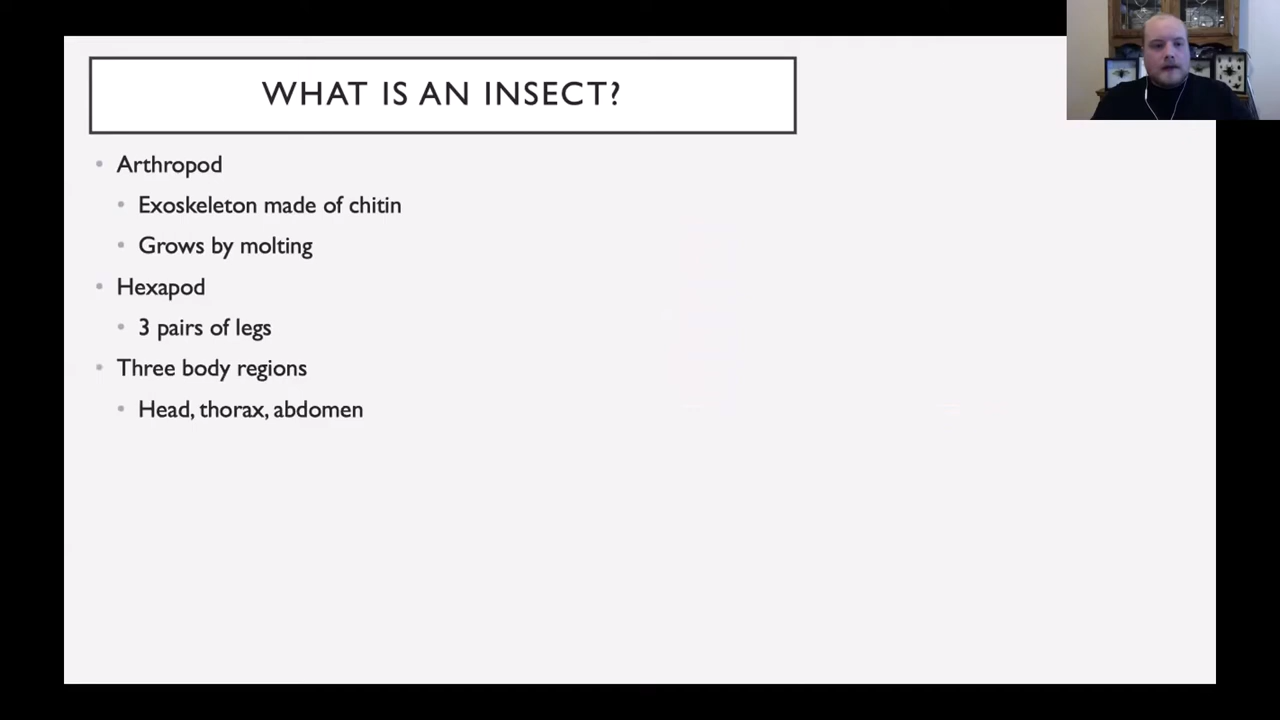 WHAT IS AN INSECT?
• Arthropod
• Exoskeleton made of chitin
• Grows by molting
• Hexapod
• 3 pairs of legs
• Three body regions
• Head, thorax, abdomen